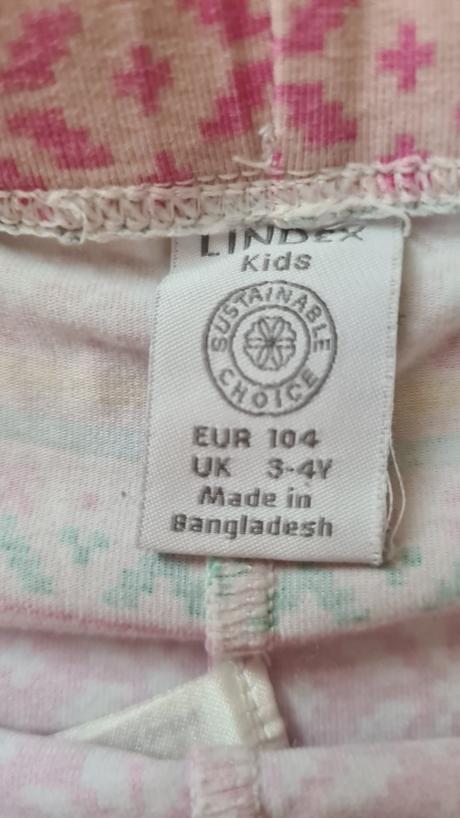 LINDEX
Kids
SUSTAINABLE
CHOICE
EUR 104
UK 3-4Y
Made in
Bangladesh